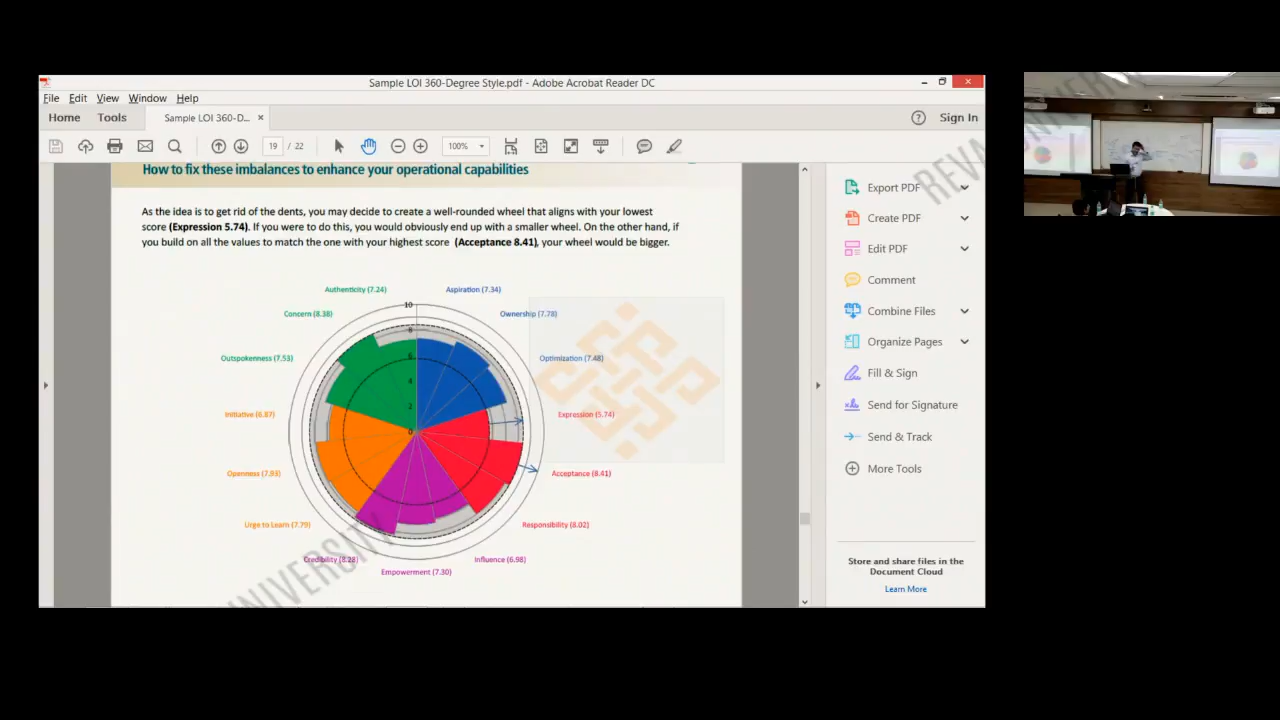 Sample LOI 360-Degree Style.pdf - Adobe Acrobat Reader DC
File Edit View Window Help
Home Tools Sample LOI 360-D... × Sign In
19 / 22 100%
How to fix these imbalances to enhance your operational capabilities
As the idea is to get rid of the dents, you may decide to create a well-rounded wheel that aligns with your lowest
score (Expression 5.74). If you were to do this, you would obviously end up with a smaller wheel. On the other hand, if
you build on all the values to match the one with your highest score (Acceptance 8.41), your wheel would be bigger.
Authenticity (7.24) Aspiration (7.34)
Concern (8.38) Ownership (7.78)
Outspokenness (7.53) Optimization (7.48)
Initiative (6.87) Expression (5.74)
Openness (7.93) Acceptance (8.41)
Urge to Learn (7.79) Responsibility (8.02)
Credibility (8.28) Influence (6.98)
Empowerment (7.30)
10
8
6
4
2
0
Export PDF
Create PDF
Edit PDF
Comment
Combine Files
Organize Pages
Fill & Sign
Send for Signature
Send & Track
More Tools
Store and share files in the
Document Cloud
Learn More
REVA
UNIVERSITY